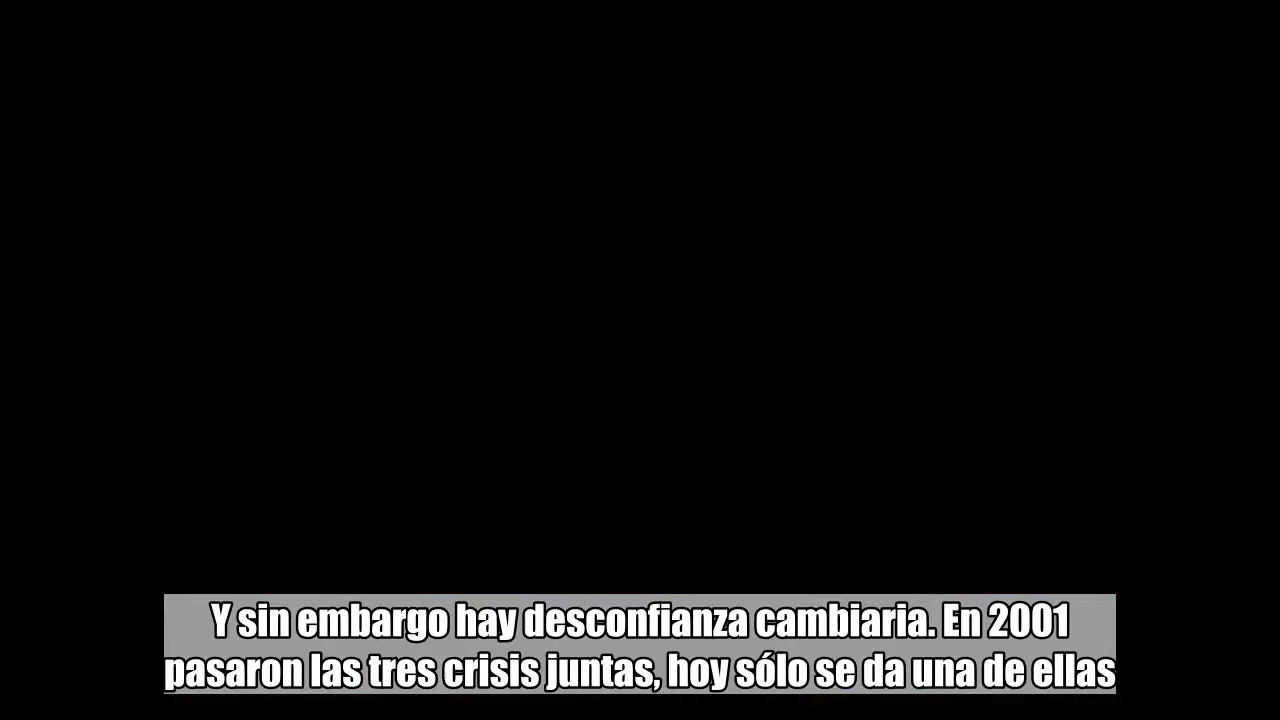 Y sin embargo hay desconfianza cambiaria. En 2001
pasaron las tres crisis juntas, hoy sólo se da una de ellas